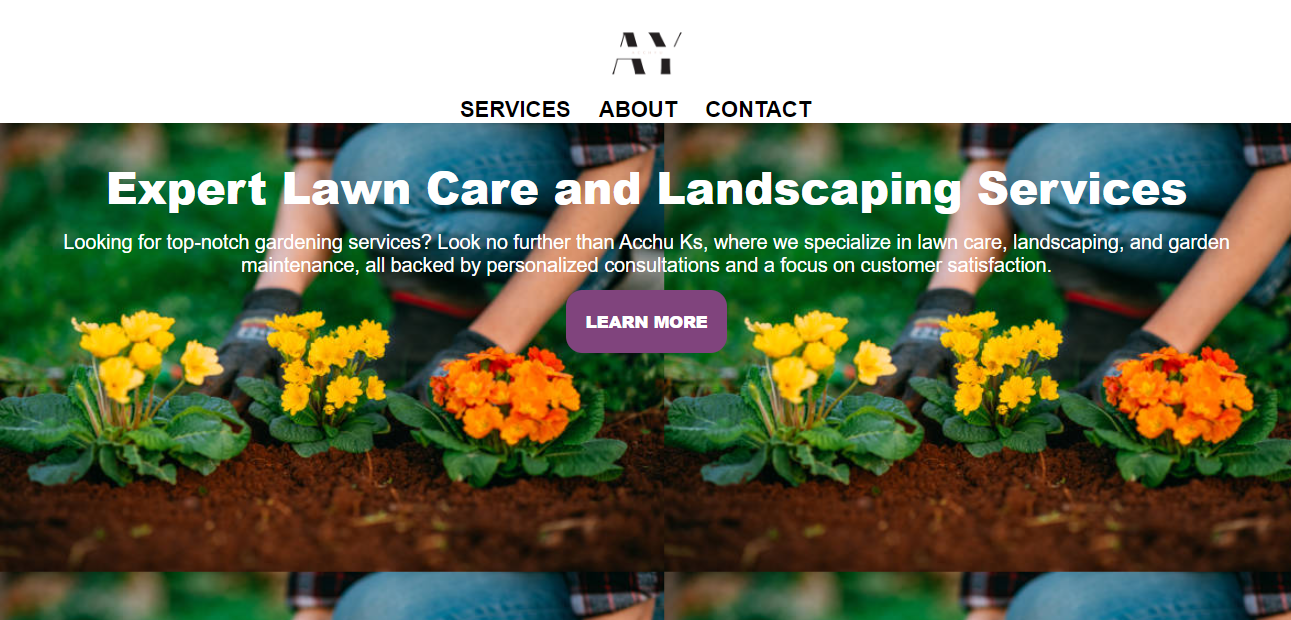 AY
SERVICES ABOUT CONTACT
Expert Lawn Care and Landscaping Services
Looking for top-notch gardening services? Look no further than Acchu Ks, where we specialize in lawn care, landscaping, and garden
maintenance, all backed by personalized consultations and a focus on customer satisfaction.
LEARN MORE